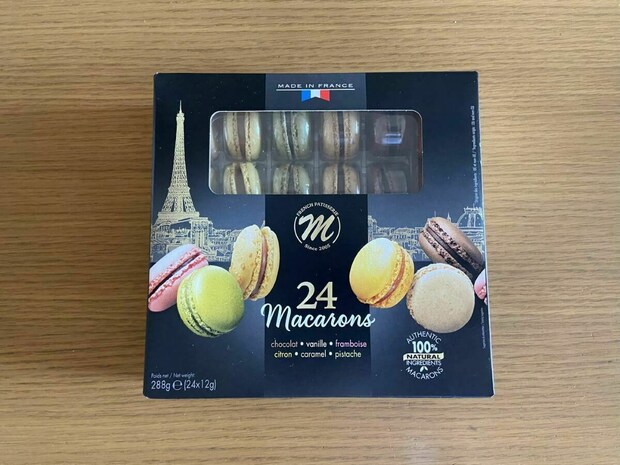 MADE IN FRANCE
FRENCH PATISSERIE
M
Since 2005
24
Macarons
chocolat • vanille • framboise
citron • caramel • pistache
Poids net / Net weight:
288g ℮ (24x12g)
AUTHENTIC
100%
NATURAL
INGREDIENTS
MACARONS